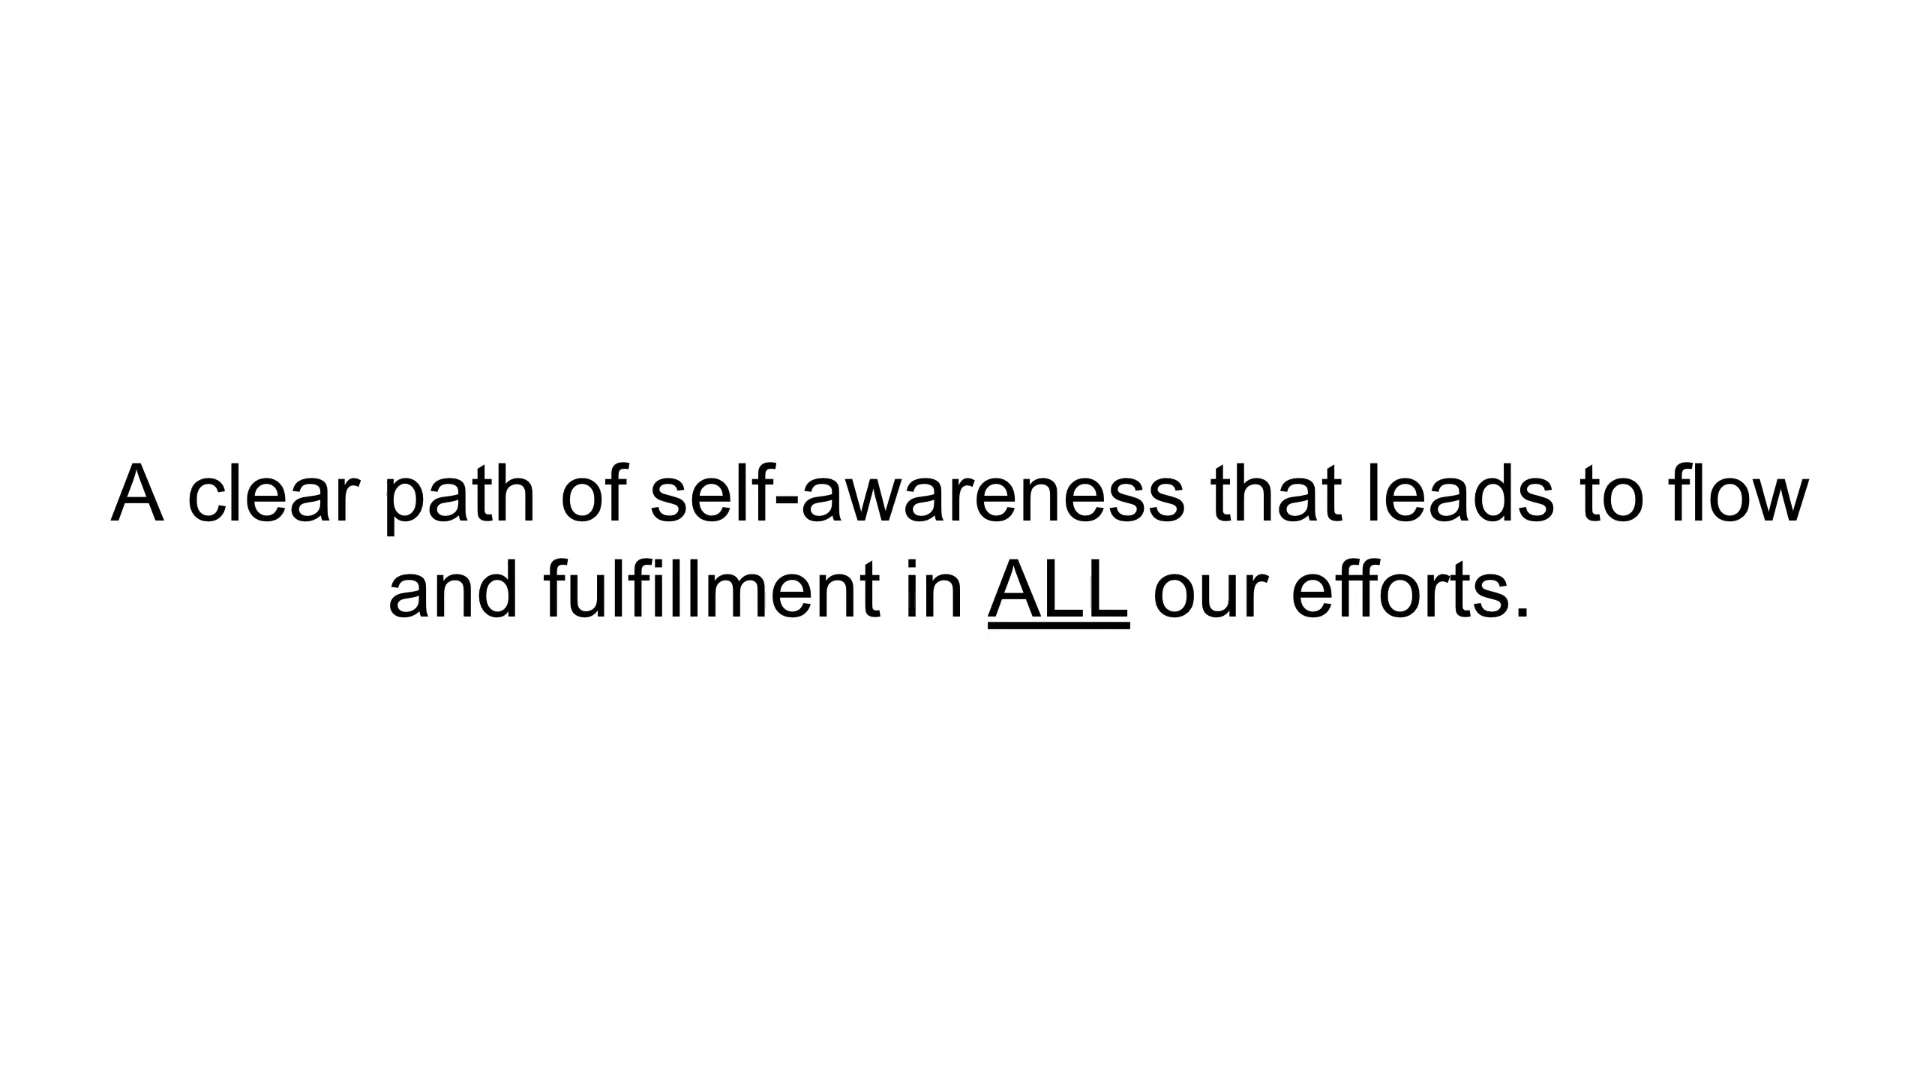 A clear path of self-awareness that leads to flow
and fulfillment in ALL our efforts.